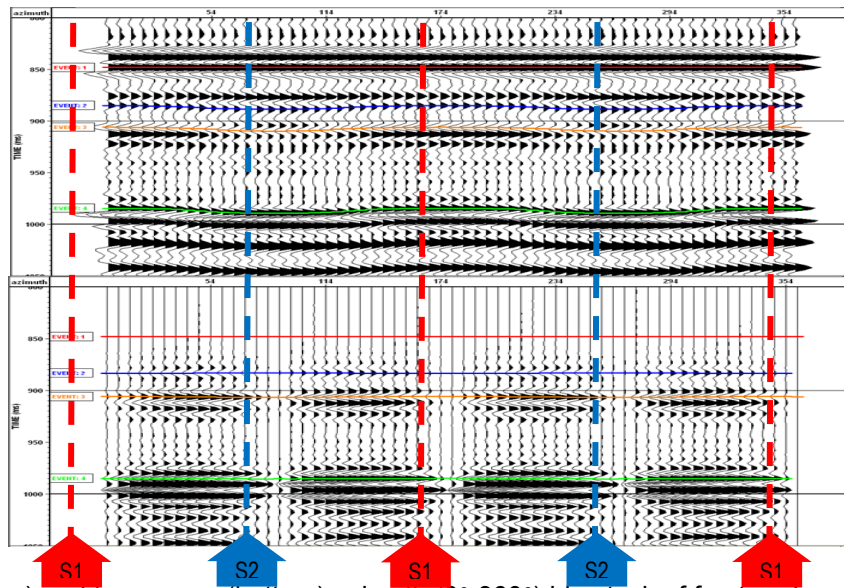 azimuth 54 114 174 234 294 354
800
EVENT: 1
850
EVENT: 2
900
EVENT: 3
TIME (ms)
950
EVENT: 4
1000
azimuth 54 114 174 234 294 354
800
EVENT: 1
850
EVENT: 2
900
EVENT: 3
TIME (ms)
950
EVENT: 4
1000
S1 S2 S1 S2 S1